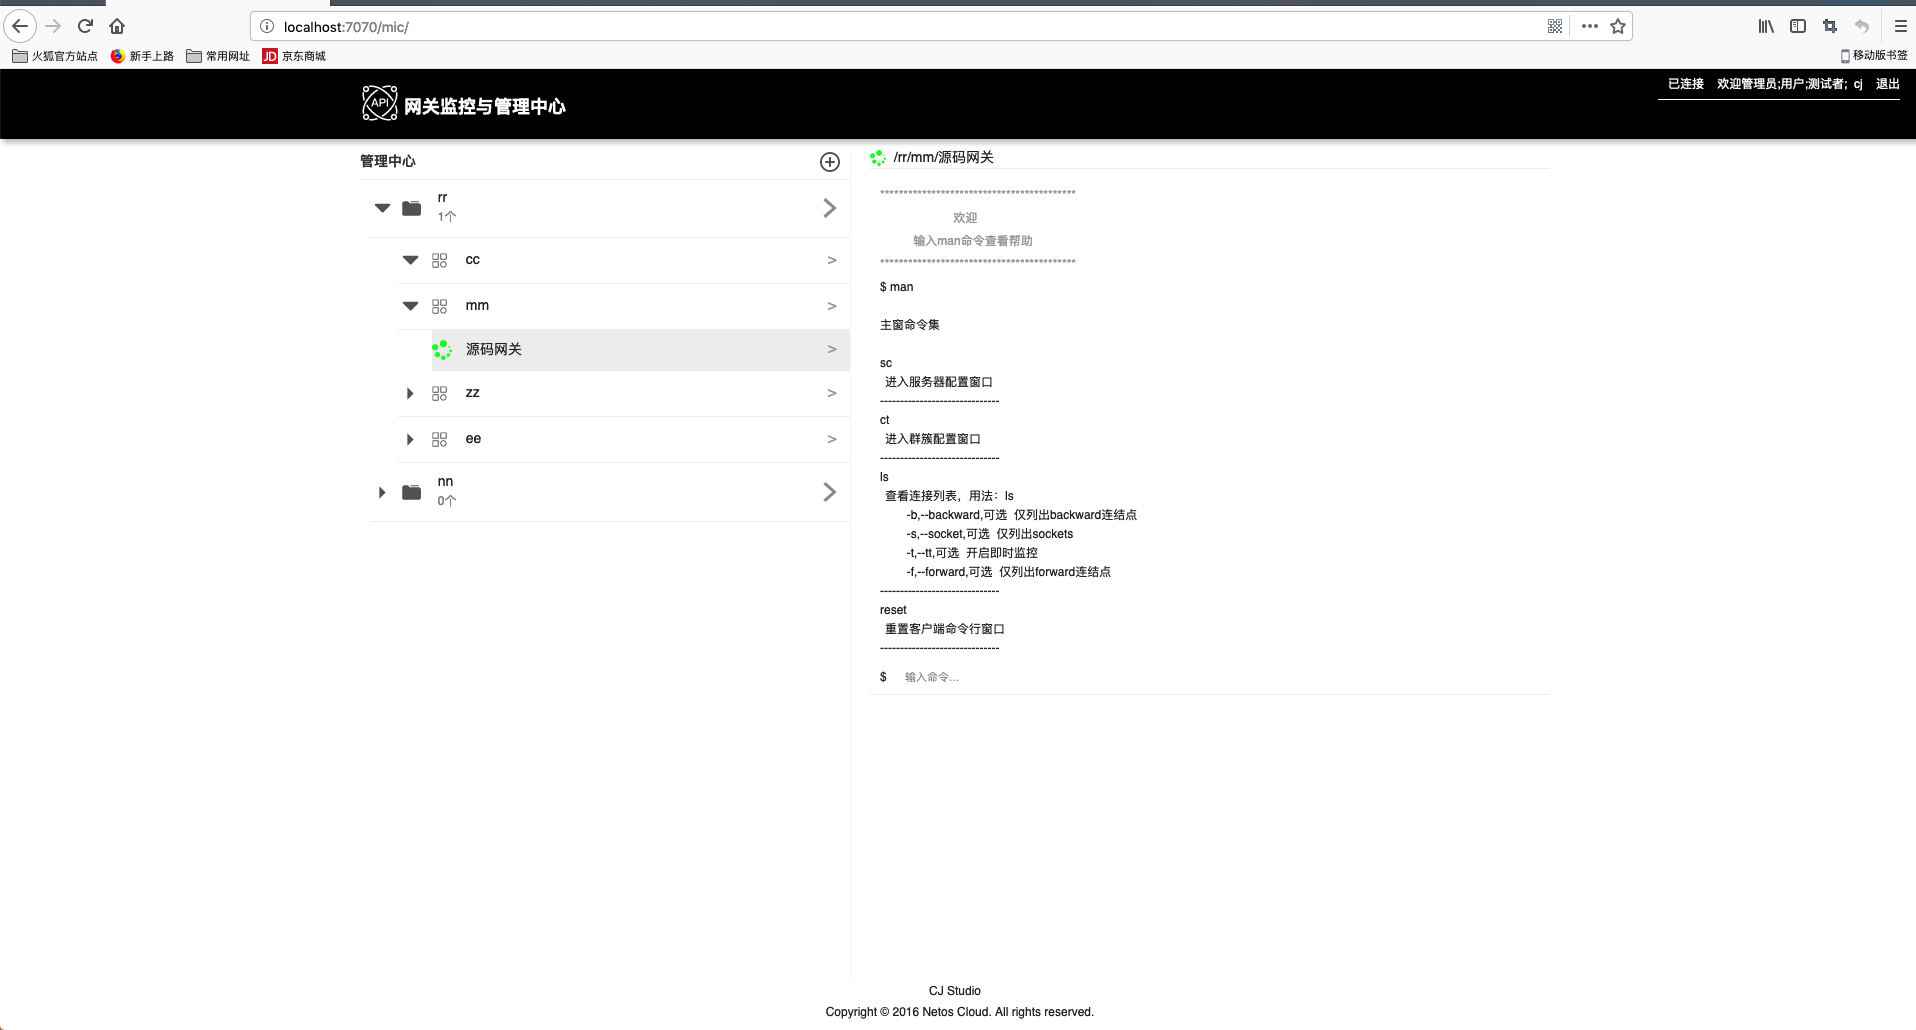 localhost:7070/mic/
火狐官方站点 新手上路 常用网址 JD 京东商城 移动版书签
API 网关监控与管理中心
已连接 欢迎管理员;用户;测试者; cj 退出
管理中心
rr
1个
cc >
mm >
源码网关 >
zz >
ee >
nn
0个
/rr/mm/源码网关
******************************************
欢迎
输入man命令查看帮助
******************************************
$ man
主窗命令集
sc
进入服务器配置窗口
------------------------------
ct
进入群簇配置窗口
------------------------------
ls
查看连接列表，用法：ls
-b,--backward,可选 仅列出backward连结点
-s,--socket,可选 仅列出sockets
-t,--tt,可选 开启即时监控
-f,--forward,可选 仅列出forward连结点
------------------------------
reset
重置客户端命令行窗口
------------------------------
$ 输入命令...
CJ Studio
Copyright © 2016 Netos Cloud. All rights reserved.